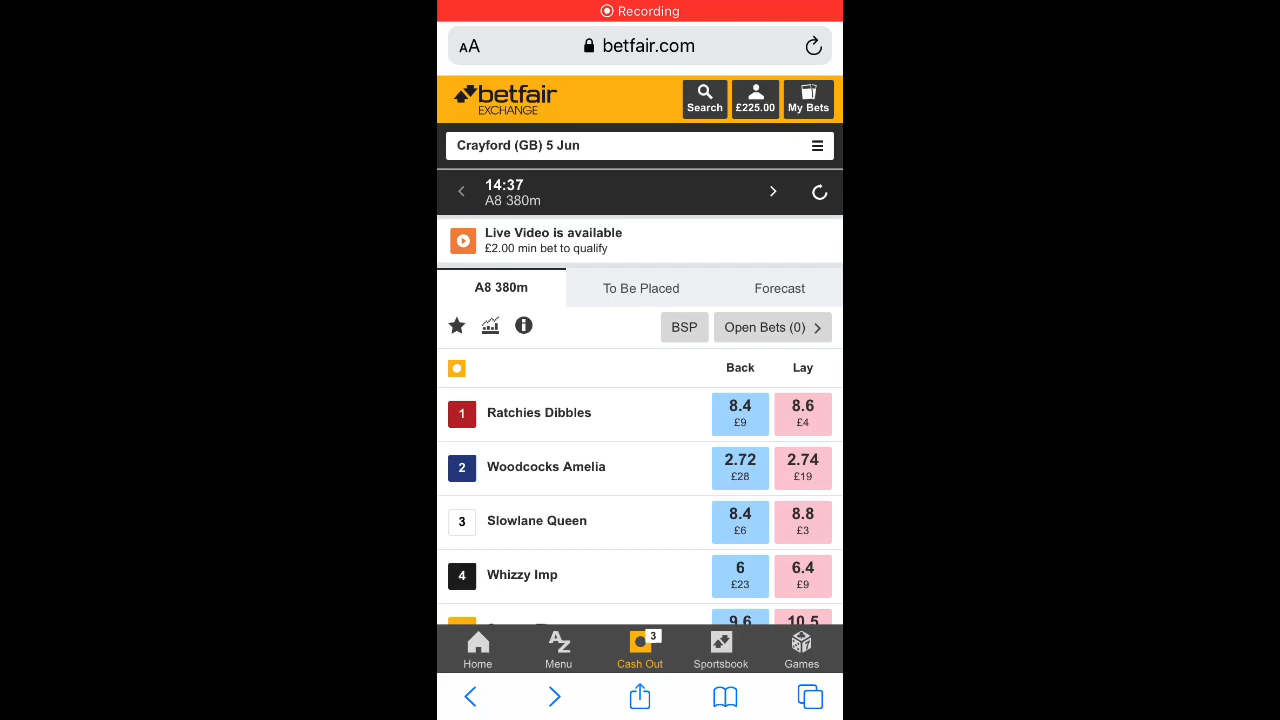 Recording
AA betfair.com
betfair
EXCHANGE
Search £225.00 My Bets
Crayford (GB) 5 Jun
14:37
A8 380m
Live Video is available
£2.00 min bet to qualify
A8 380m To Be Placed Forecast
BSP Open Bets (0)
Back Lay
1 Ratchies Dibbles 8.4 8.6
£9 £4
2 Woodcocks Amelia 2.72 2.74
£28 £19
3 Slowlane Queen 8.4 8.8
£6 £3
4 Whizzy Imp 6 6.4
£23 £9
9.6 10.5
3
Home Menu Cash Out Sportsbook Games